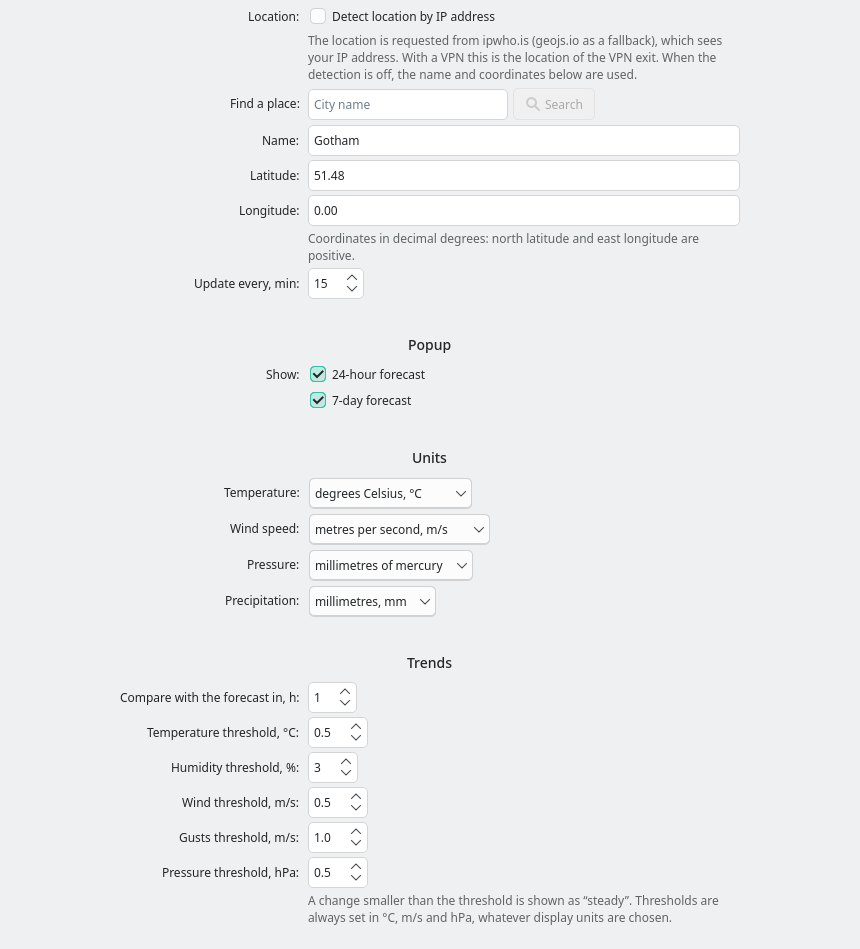 Location: Detect location by IP address
The location is requested from ipwho.is (geojs.io as a fallback), which sees
your IP address. With a VPN this is the location of the VPN exit. When the
detection is off, the name and coordinates below are used.
Find a place: City name Search
Name: Gotham
Latitude: 51.48
Longitude: 0.00
Coordinates in decimal degrees: north latitude and east longitude are
positive.
Update every, min: 15
Popup
Show: 24-hour forecast
7-day forecast
Units
Temperature: degrees Celsius, °C
Wind speed: metres per second, m/s
Pressure: millimetres of mercury
Precipitation: millimetres, mm
Trends
Compare with the forecast in, h: 1
Temperature threshold, °C: 0.5
Humidity threshold, %: 3
Wind threshold, m/s: 0.5
Gusts threshold, m/s: 1.0
Pressure threshold, hPa: 0.5
A change smaller than the threshold is shown as “steady”. Thresholds are
always set in °C, m/s and hPa, whatever display units are chosen.